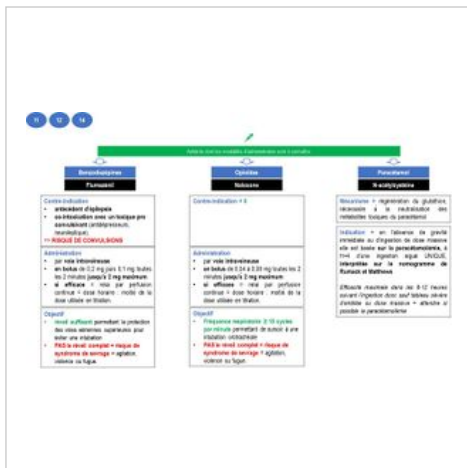 11 12 14
Antidote dont les modalités d'administration sont à connaître
Benzodiazépines
Flumazénil
Contre-indication
• antécédent d'épilepsie
• co-intoxication avec un toxique pro
convulsivant (antidépresseur,
neuroleptique).
=> RISQUE DE CONVULSIONS
Administration
• par voie intraveineuse
• en bolus de 0,2 mg puis 0,1 mg toutes
les 2 minutes jusqu'à 2 mg maximum
• si efficace = relai par perfusion
continue = dose horaire : moitié de la
dose utilisée en titration.
Objectif
• réveil suffisant permettant la protection
des voies aériennes supérieures pour
éviter une intubation
• PAS le réveil complet = risque de
syndrome de sevrage = agitation,
violence ou fugue
Opioïdes
Naloxone
Contre-indication = 0
Administration
• par voie intraveineuse
• en bolus de 0,04 à 0,08 mg toutes les 2
minutes jusqu'à 2 mg maximum
• si efficace = relai par perfusion
continue = dose horaire : moitié de la
dose utilisée en titration.
Objectif
• Fréquence respiratoire ≥ 10 cycles
par minute permettant de surseoir à une
intubation orotrachéale
• PAS le réveil complet = risque de
syndrome de sevrage = agitation,
violence ou fugue.
Paracétamol
N-acétylcystéine
Mécanisme = régénération du glutathion,
nécessaire à la neutralisation des
métabolites toxiques du paracétamol
Indication = en l'absence de gravité
immédiate ou d'ingestion de dose massive
elle est basée sur la paracétamolémie, à
H+4 d'une ingestion aiguë UNIQUE,
interprétée sur le nomogramme de
Rumack et Matthews
Efficacité maximale dans les 8-12 heures
suivant l'ingestion donc sauf tableau sévère
d'emblée ou dose massive = attendre si
possible la paracétamolémie